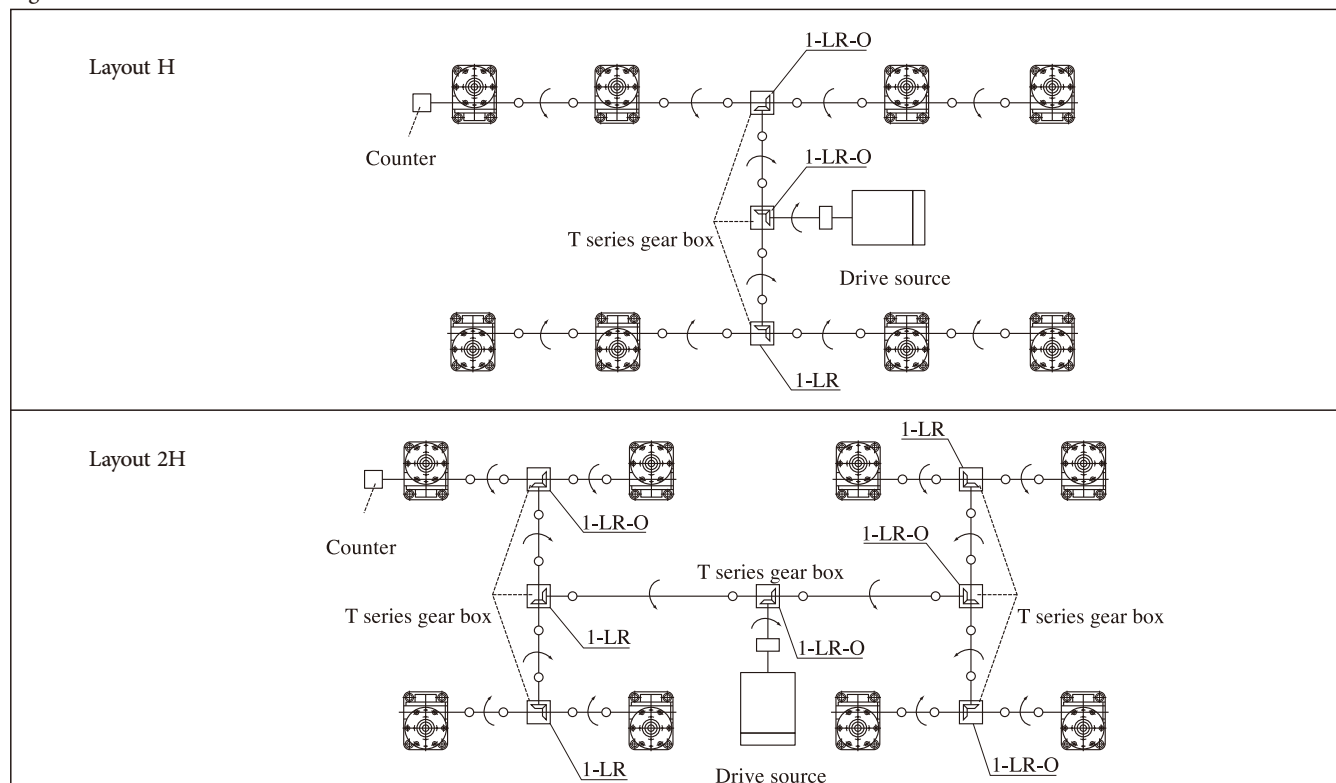 Layout H
1-LR-O
Counter
1-LR-O
T series gear box
Drive source
1-LR
Layout 2H
1-LR
1-LR-O
1-LR-O
Counter
T series gear box
T series gear box
T series gear box
1-LR
1-LR-O
1-LR
1-LR-O
Drive source